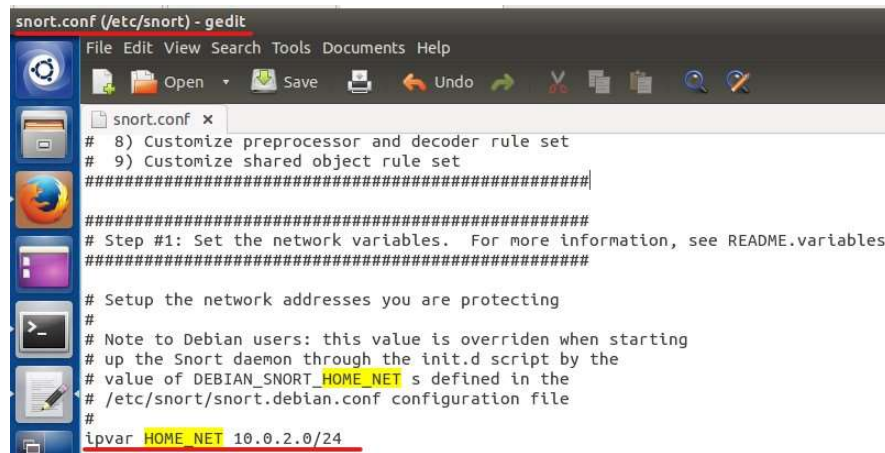 snort.conf (/etc/snort) - gedit
File Edit View Search Tools Documents Help
Open Save Undo
snort.conf ×
# 8) Customize preprocessor and decoder rule set
# 9) Customize shared object rule set
###################################################

###################################################
# Step #1: Set the network variables.  For more information, see README.variables
###################################################

# Setup the network addresses you are protecting
#
# Note to Debian users: this value is overriden when starting
# up the Snort daemon through the init.d script by the
# value of DEBIAN_SNORT_HOME_NET s defined in the
# /etc/snort/snort.debian.conf configuration file
#
ipvar HOME_NET 10.0.2.0/24